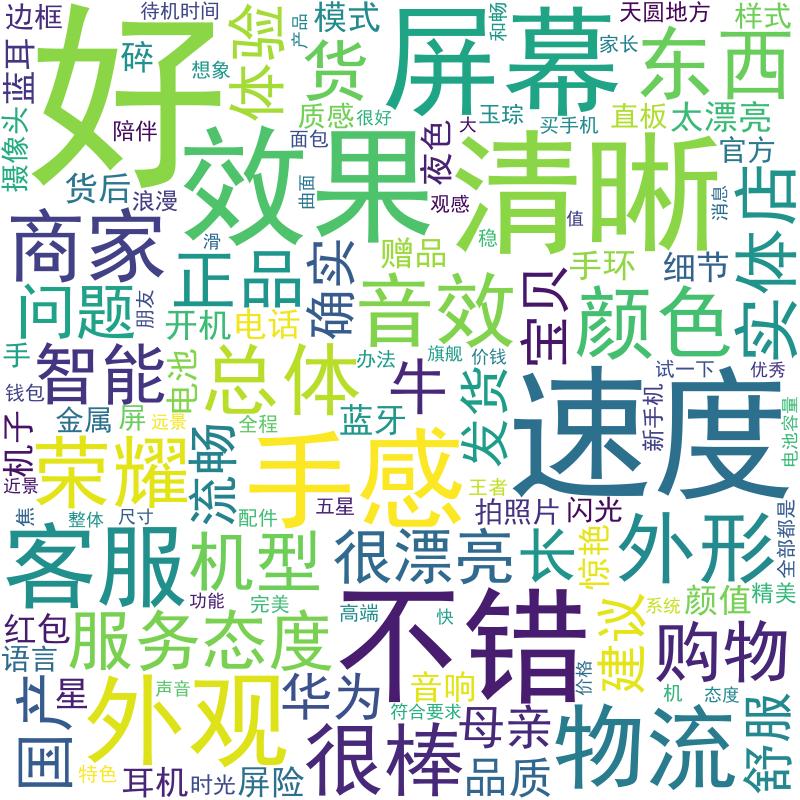 边框
待机时间
好
体验
产品
模式
和畅
屏幕
天圆地方
样式
家长
东西
蓝耳
碎
想象
货
质感
很好
玉琮
买手机
直板
太漂亮
摄像头
陪伴
面包
夜色
大
官方
效果
清晰
货后
浪漫
曲面
观感
值
消息
实体店
商家
滑
稳
赠品
手环
细节
正品
确实
音效
宝贝
颜色
问题
朋友
开机
电话
手
智能
电池
总体
办法
旗舰
价钱
牛
发货
试一下
优秀
钱包
速度
新手机
电池容量
金属
屏
远景
全程
蓝牙
机子
荣耀
流畅
手感
近景
王者
焦
整体
尺寸
配件
五星
拍照片
闪光
全部都是
客服
机型
很漂亮
长
惊艳
外形
功能
完美
高端
快
不错
建议
系统
颜值
精美
红包
服务态度
购物
语言
星
外观
声音
华为
音响
价格
机
态度
符合要求
国产
母亲
物流
舒服
很棒
特色
耳机
时光
屏险
品质